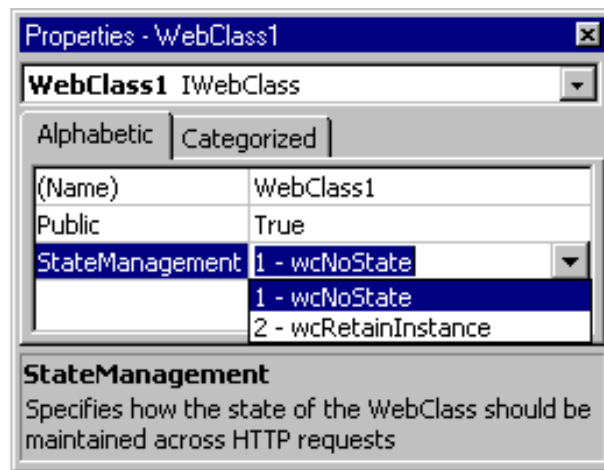 Properties - WebClass1
WebClass1 IWebClass
Alphabetic Categorized
(Name) WebClass1
Public True
StateManagement 1 - wcNoState
1 - wcNoState
2 - wcRetainInstance
StateManagement
Specifies how the state of the WebClass should be
maintained across HTTP requests